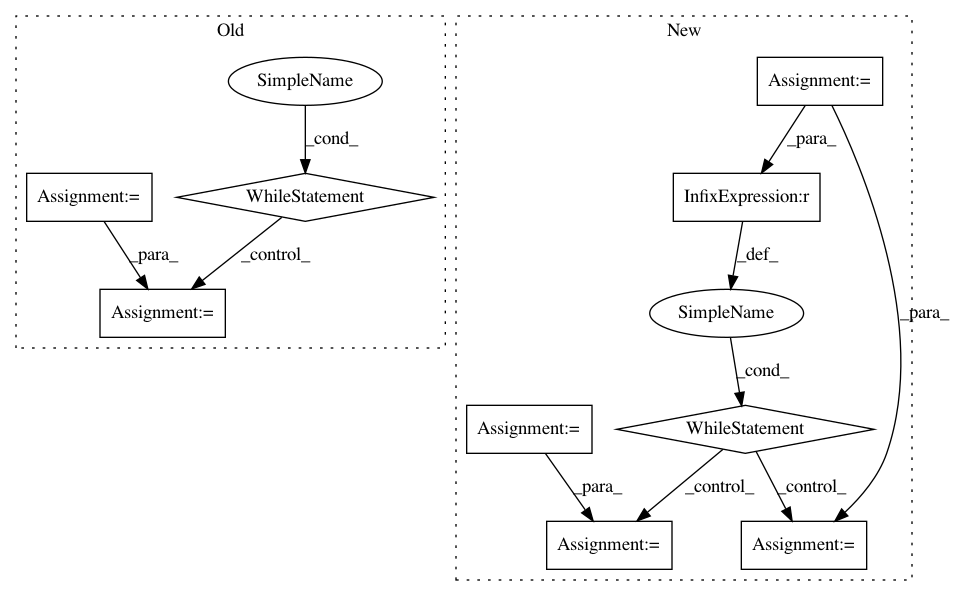 Old
New
SimpleName
Assignment:=
_cond_
_para_
Assignment:=
WhileStatement
InfixExpression:r
_para_
_control_
_def_
Assignment:=
SimpleName
_para_
_cond_
Assignment:=
WhileStatement
_para_
_control_
_control_
Assignment:=
Assignment:=